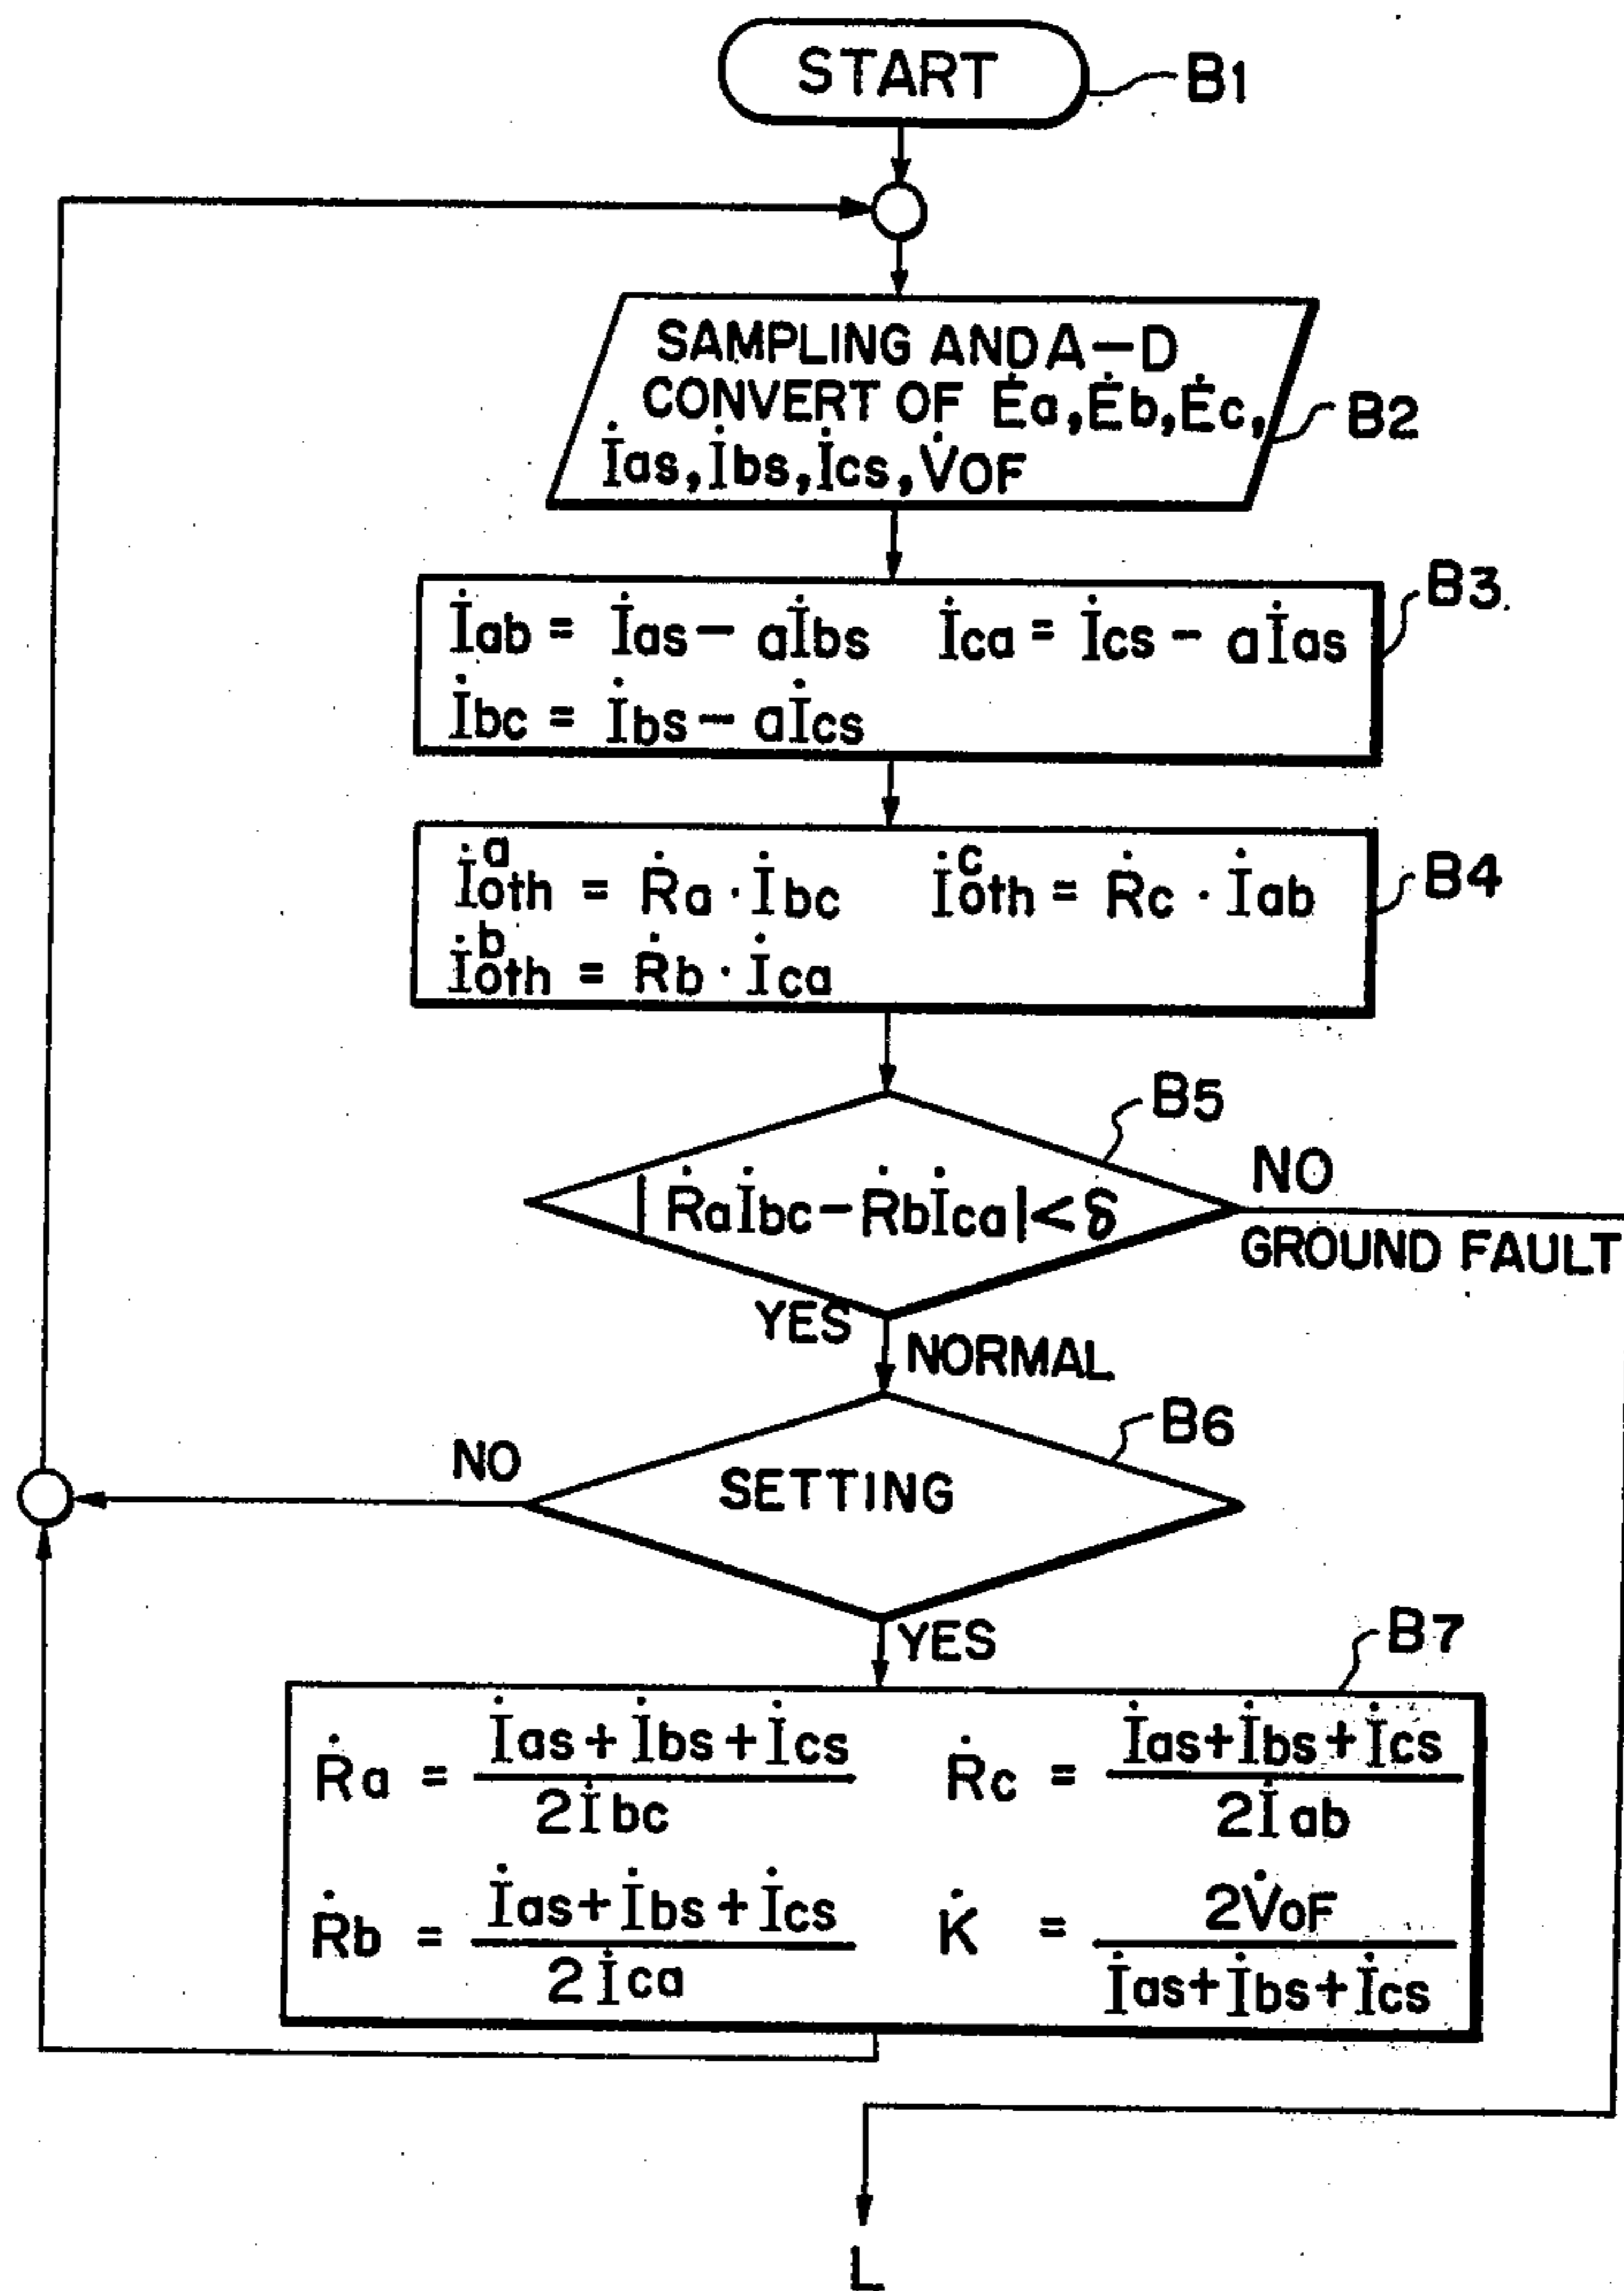 START
B1
SAMPLING AND A—D
CONVERT OF Ėa, Ėb, Ėc,
İas, İbs, İcs, V̇OF
B2
İab = İas − aİbs   İca = İcs − aİas
İbc = İbs − aİcs
B3
İ^a_oth = Ṙa · İbc   İ^c_oth = Ṙc · İab
İ^b_oth = Ṙb · İca
B4
B5
|Ṙaİbc − Ṙbİca| < δ
NO
GROUND FAULT
YES
NORMAL
B6
NO
SETTING
YES
B7
Ṙa = (İas + İbs + İcs) / 2İbc   Ṙc = (İas + İbs + İcs) / 2İab
Ṙb = (İas + İbs + İcs) / 2İca   K̇ = 2V̇OF / (İas + İbs + İcs)
L